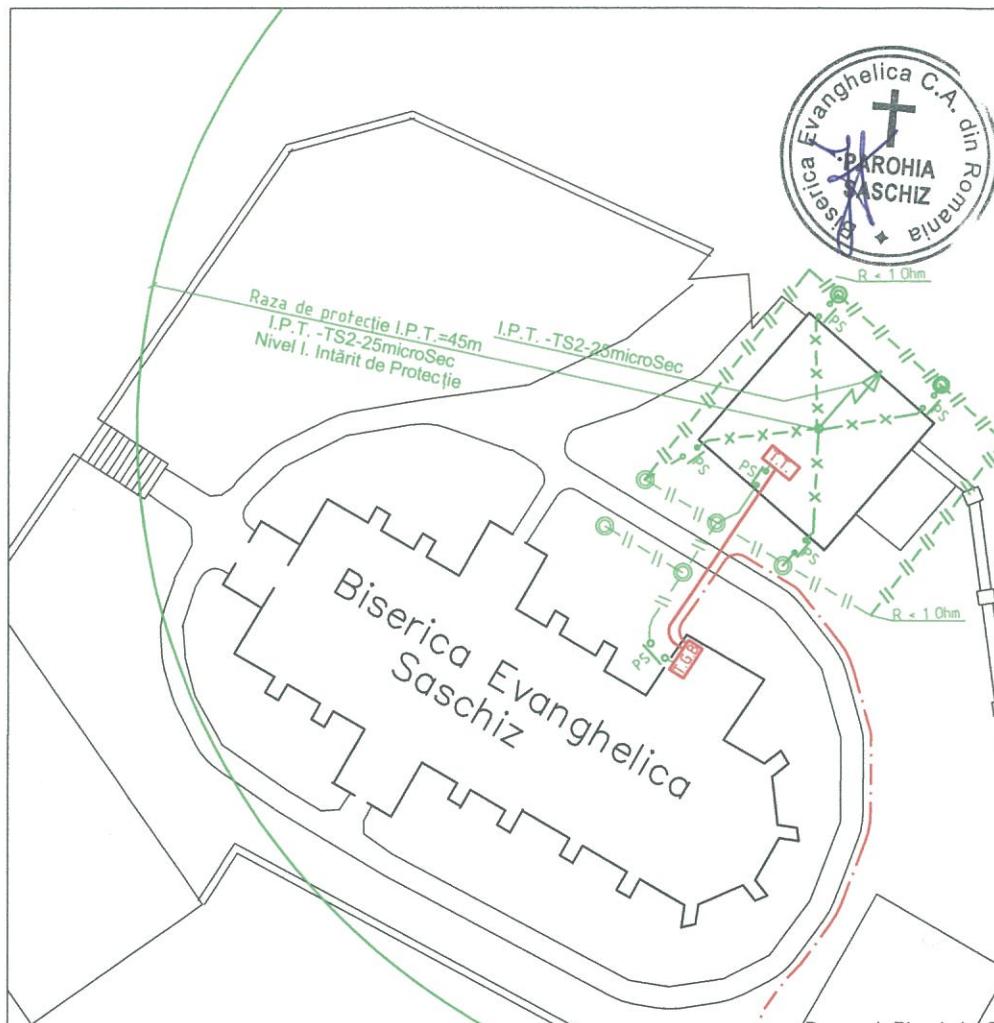 Biserica Evanghelica C.A. din Romania
PAROHIA
SASCHIZ
R < 1 Ohm
Raza de protecție I.P.T.=45m
I.P.T. -TS2-25microSec
Nivel I. Intărit de Protecție
I.P.T. -TS2-25microSec
PS
PS
PS
PS
I.T.
PS
R < 1 Ohm
PS
T.G.B
Biserica Evanghelica
Saschiz